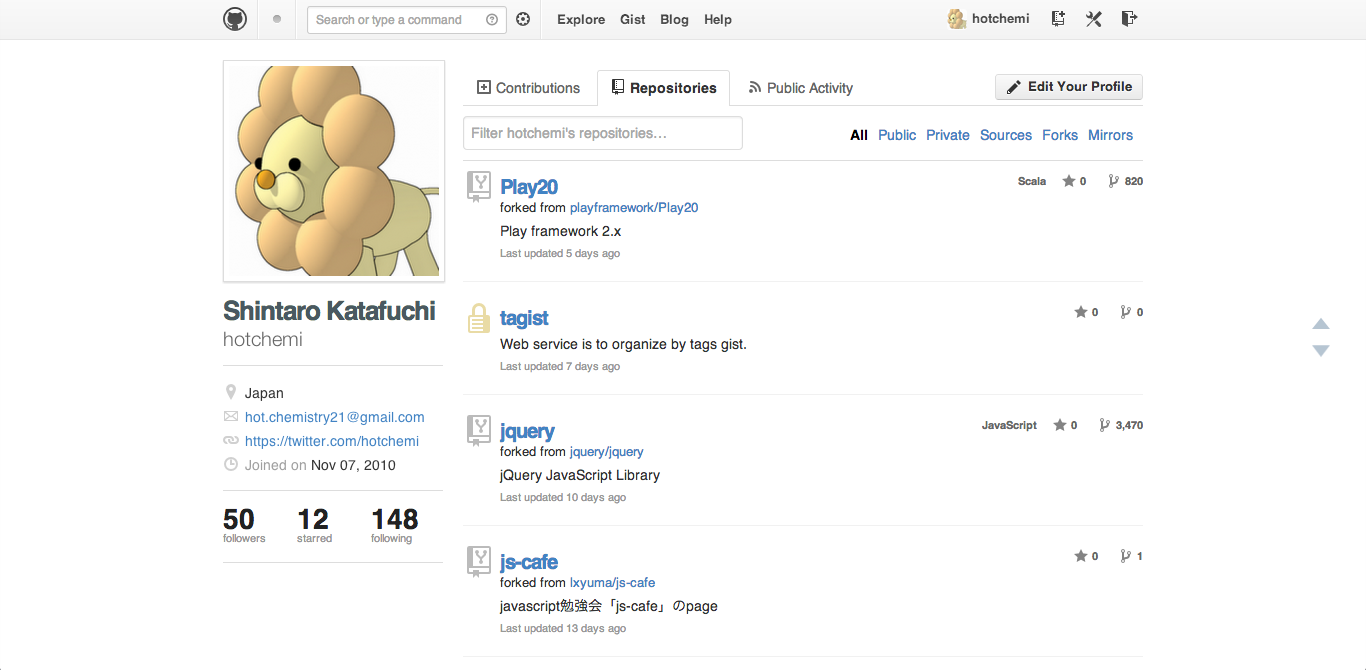 Search or type a command
Explore Gist Blog Help
hotchemi
Contributions Repositories Public Activity
Edit Your Profile
Filter hotchemi's repositories…
All Public Private Sources Forks Mirrors
Shintaro Katafuchi
hotchemi
Japan
hot.chemistry21@gmail.com
https://twitter.com/hotchemi
Joined on Nov 07, 2010
50 12 148
followers starred following
Play20
Scala 0 820
forked from playframework/Play20
Play framework 2.x
Last updated 5 days ago
tagist
0 0
Web service is to organize by tags gist.
Last updated 7 days ago
jquery
JavaScript 0 3,470
forked from jquery/jquery
jQuery JavaScript Library
Last updated 10 days ago
js-cafe
0 1
forked from lxyuma/js-cafe
javascript勉強会「js-cafe」のpage
Last updated 13 days ago